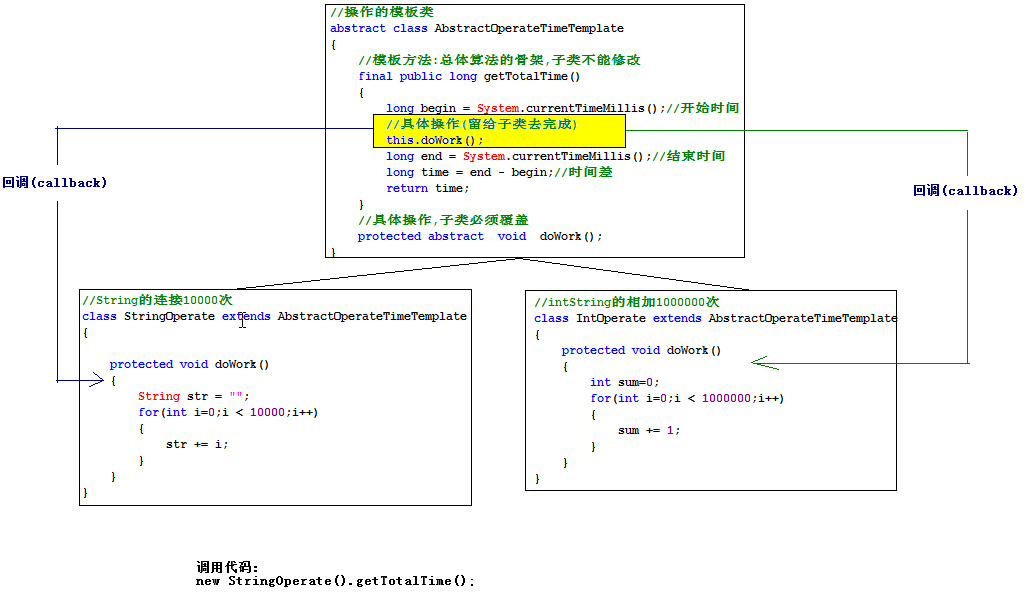 //操作的模板类
abstract class AbstractOperateTimeTemplate
{
//模板方法:总体算法的骨架,子类不能修改
final public long getTotalTime()
{
long begin = System.currentTimeMillis();//开始时间
//具体操作(留给子类去完成)
this.doWork();
long end = System.currentTimeMillis();//结束时间
long time = end - begin;//时间差
return time;
}
//具体操作,子类必须覆盖
protected abstract void doWork();
}
回调(callback)
回调(callback)
//String的连接10000次
class StringOperate extends AbstractOperateTimeTemplate
{
protected void doWork()
{
String str = "";
for(int i=0;i < 10000;i++)
{
str += i;
}
}
}
//intString的相加1000000次
class IntOperate extends AbstractOperateTimeTemplate
{
protected void doWork()
{
int sum=0;
for(int i=0;i < 1000000;i++)
{
sum += 1;
}
}
}
调用代码:
new StringOperate().getTotalTime();